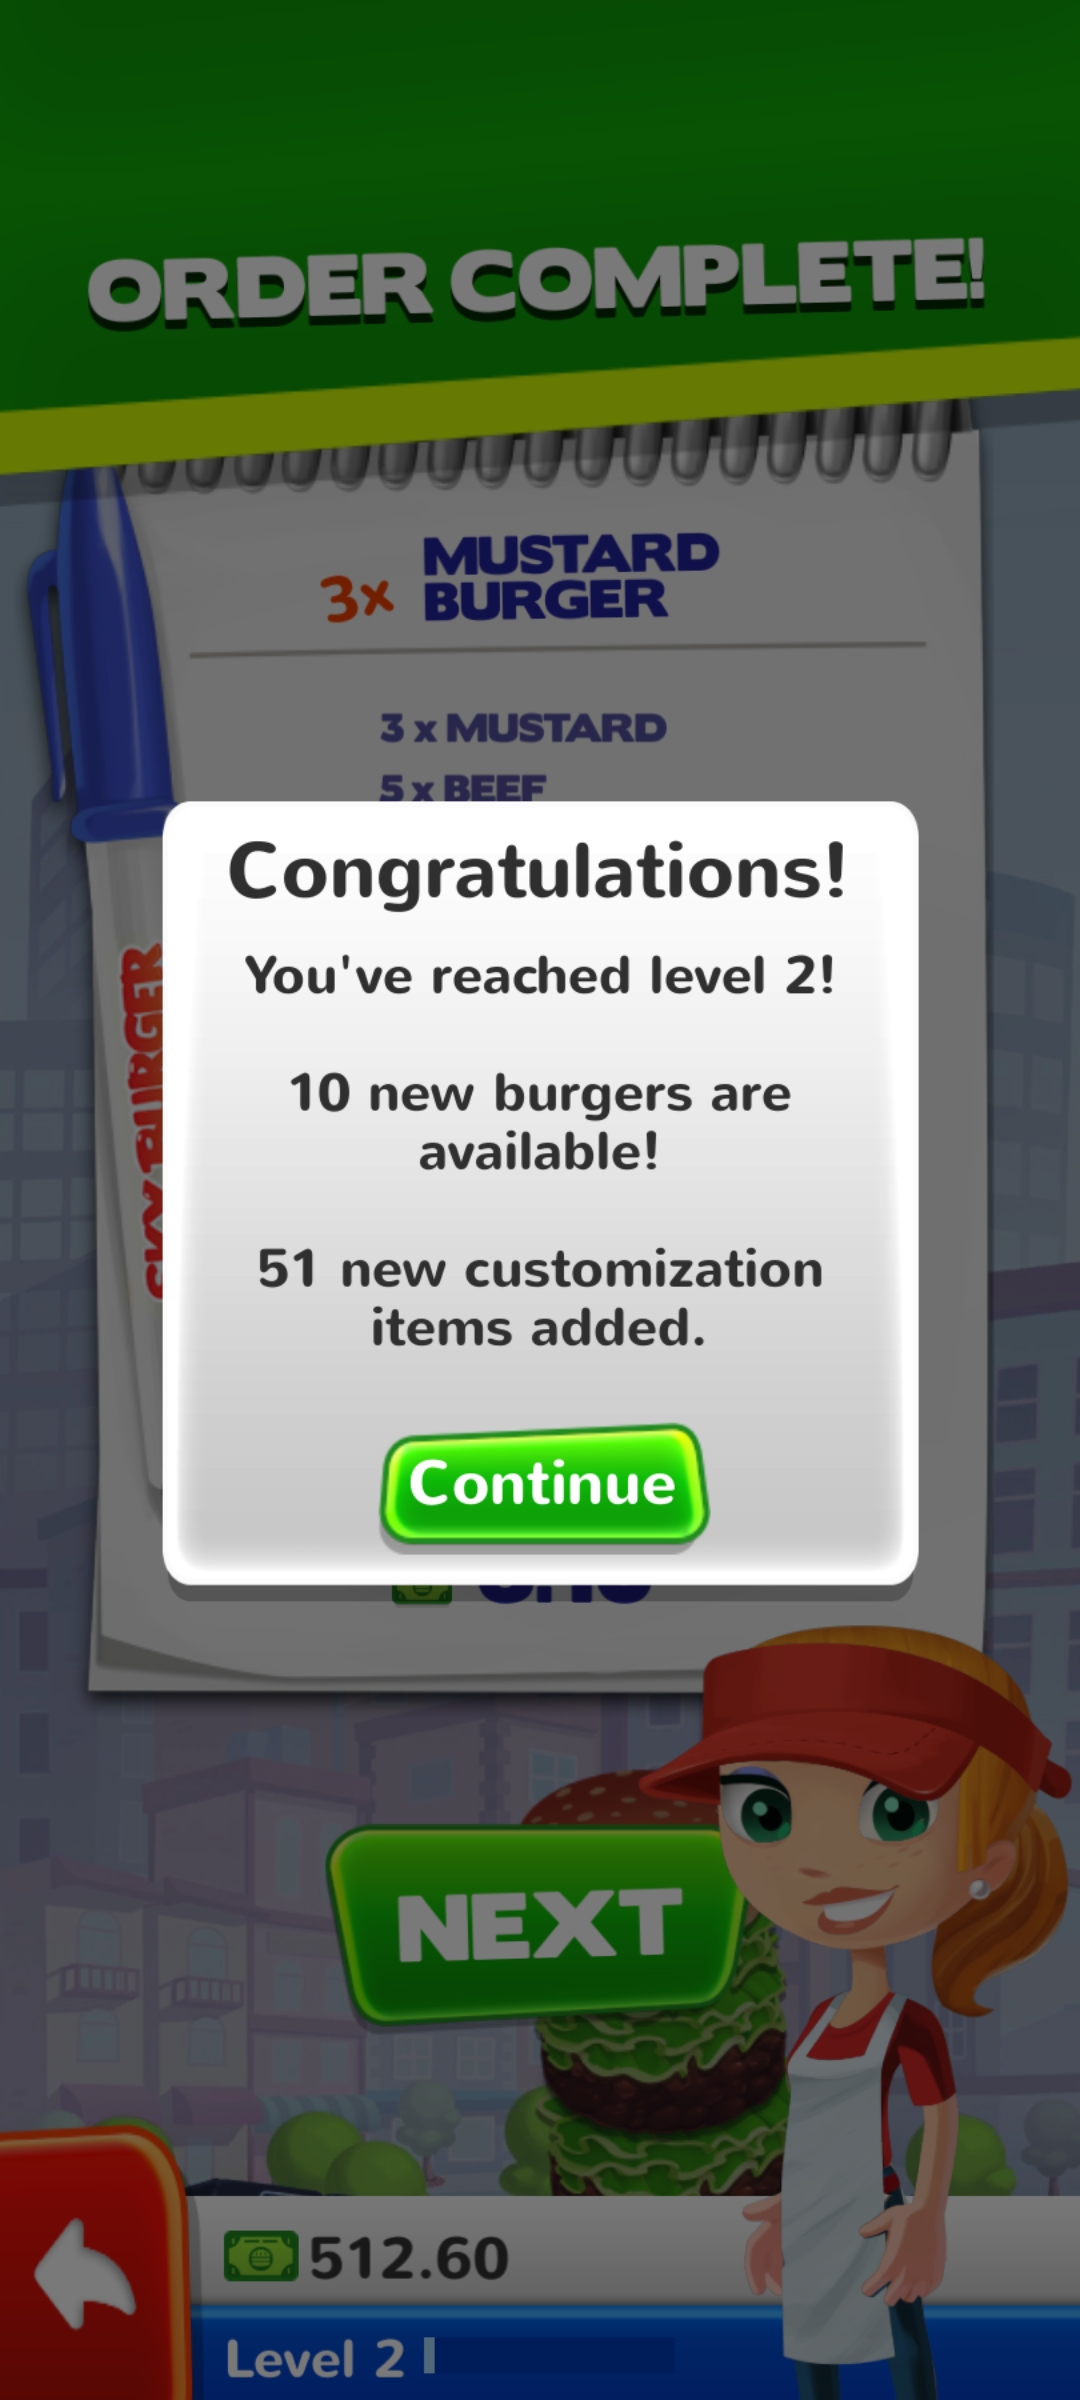 ORDER COMPLETE!
3x MUSTARD
BURGER
3 x MUSTARD
5 x BEEF
SKY BURGER
Congratulations!
You've reached level 2!
10 new burgers are
available!
51 new customization
items added.
Continue
NEXT
512.60
Level 2